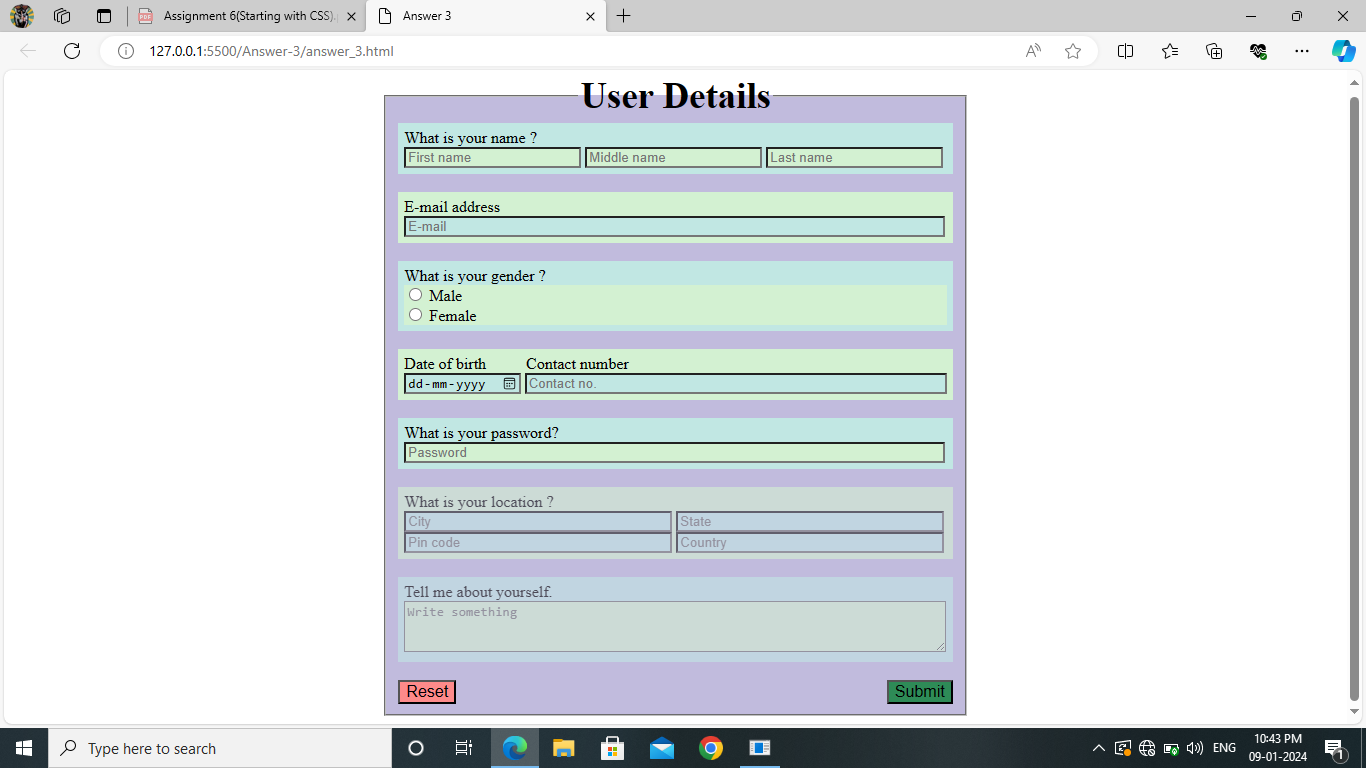 Assignment 6(Starting with CSS).
Answer 3
127.0.0.1:5500/Answer-3/answer_3.html
User Details
What is your name ?
First name Middle name Last name
E-mail address
E-mail
What is your gender ?
Male
Female
Date of birth Contact number
dd-mm-yyyy Contact no.
What is your password?
Password
What is your location ?
City State
Pin code Country
Tell me about yourself.
Write something
Reset Submit
Type here to search
ENG
10:43 PM
09-01-2024
1